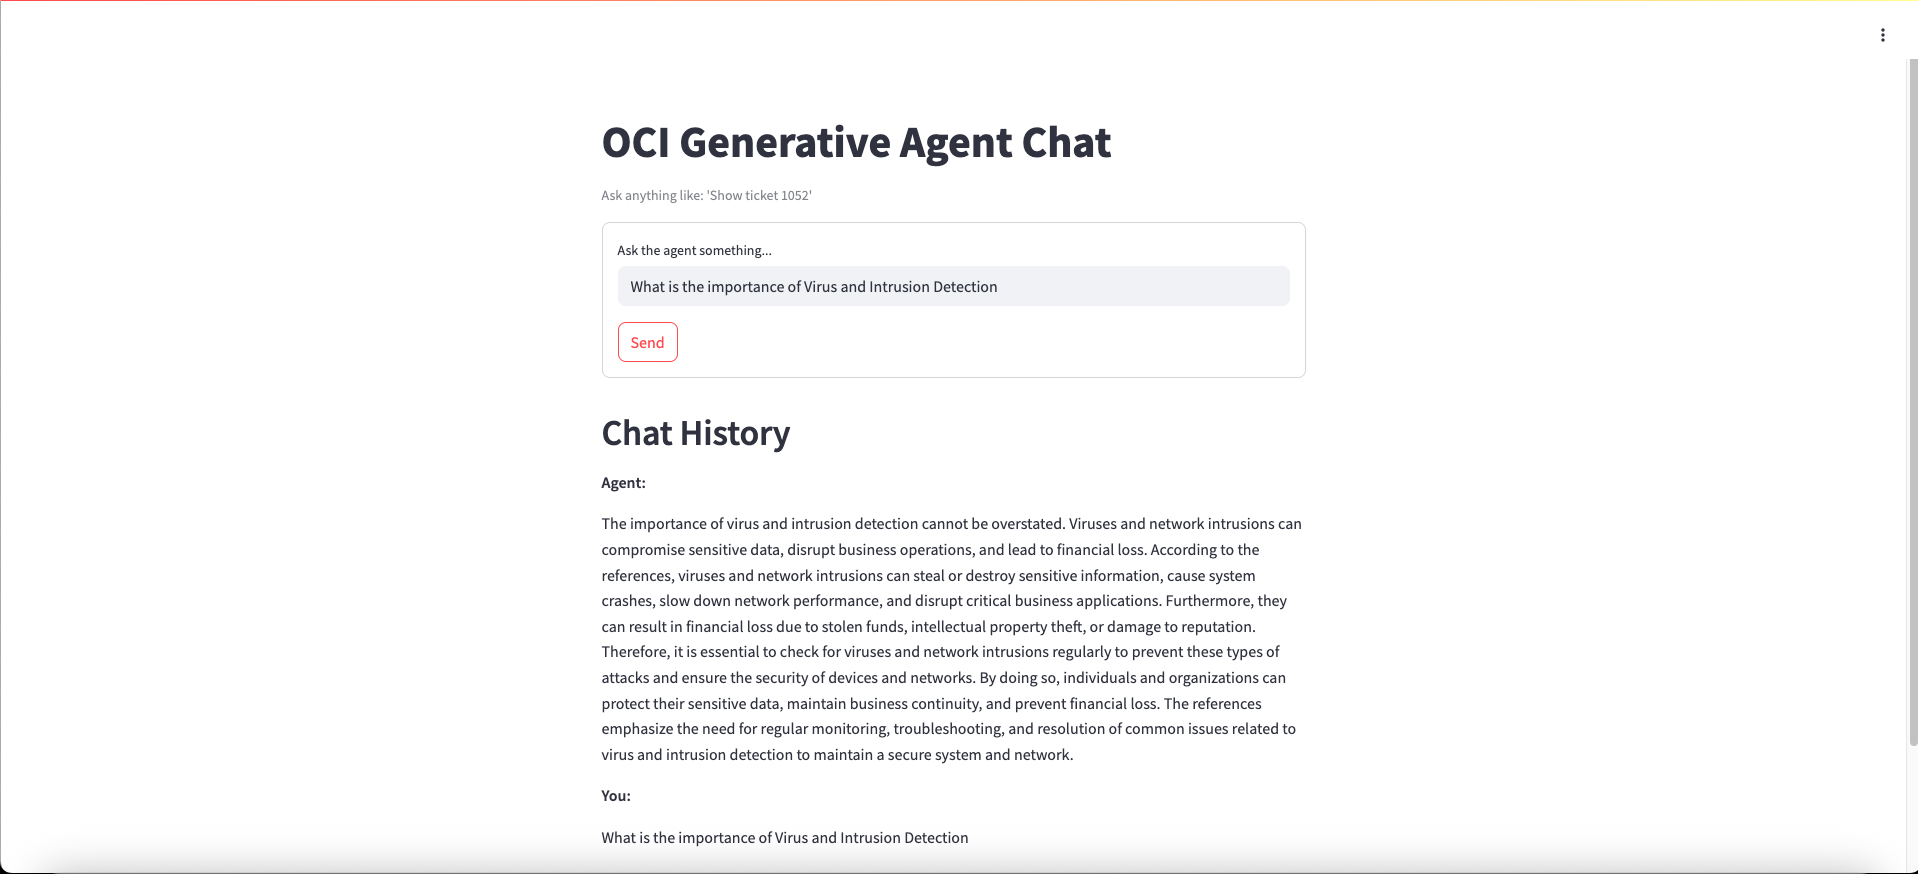 OCI Generative Agent Chat
Ask anything like: 'Show ticket 1052'
Ask the agent something...
What is the importance of Virus and Intrusion Detection
Send
Chat History
Agent:
The importance of virus and intrusion detection cannot be overstated. Viruses and network intrusions can
compromise sensitive data, disrupt business operations, and lead to financial loss. According to the
references, viruses and network intrusions can steal or destroy sensitive information, cause system
crashes, slow down network performance, and disrupt critical business applications. Furthermore, they
can result in financial loss due to stolen funds, intellectual property theft, or damage to reputation.
Therefore, it is essential to check for viruses and network intrusions regularly to prevent these types of
attacks and ensure the security of devices and networks. By doing so, individuals and organizations can
protect their sensitive data, maintain business continuity, and prevent financial loss. The references
emphasize the need for regular monitoring, troubleshooting, and resolution of common issues related to
virus and intrusion detection to maintain a secure system and network.
You:
What is the importance of Virus and Intrusion Detection